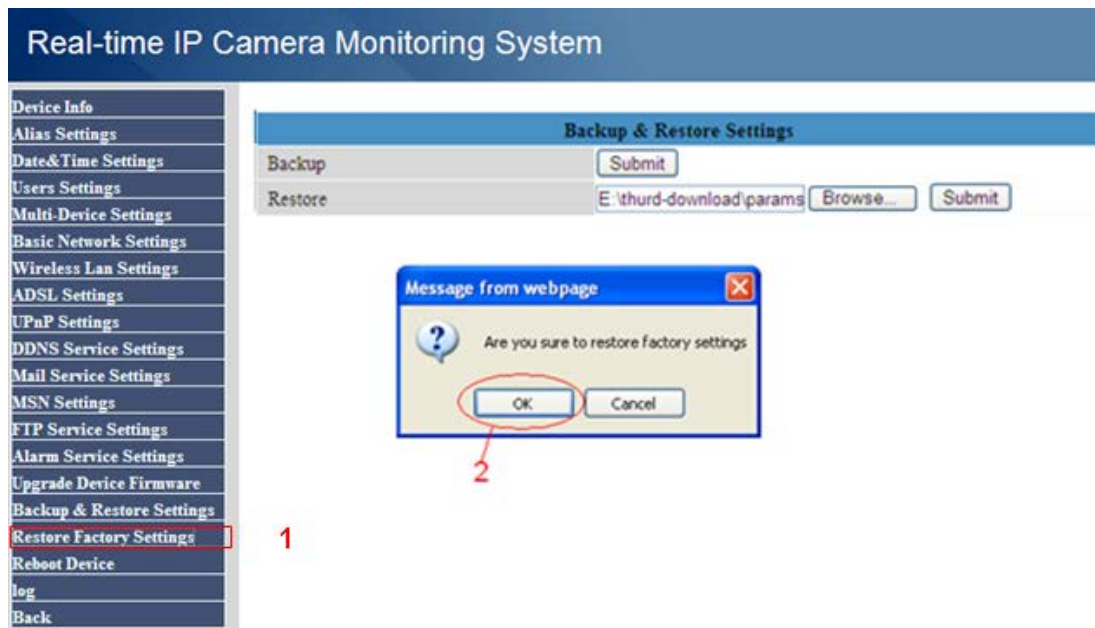 Real-time IP Camera Monitoring System
Device Info
Alias Settings
Date&Time Settings
Users Settings
Multi-Device Settings
Basic Network Settings
Wireless Lan Settings
ADSL Settings
UPnP Settings
DDNS Service Settings
Mail Service Settings
MSN Settings
FTP Service Settings
Alarm Service Settings
Upgrade Device Firmware
Backup & Restore Settings
Restore Factory Settings
1
Reboot Device
log
Back
Backup & Restore Settings
Backup Submit
Restore E:\thurd-download\params Browse... Submit
Message from webpage
Are you sure to restore factory settings
OK Cancel
2